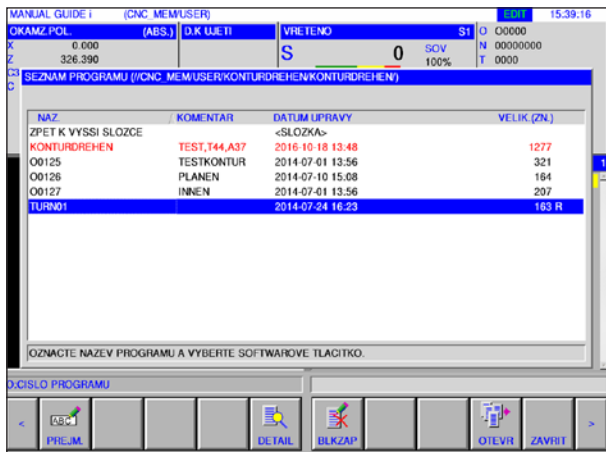 MANUAL GUIDE i (CNC_MEM/USER) EDIT 15:39:16
OKAMZ.POL. (ABS.) D.K UJETI VRETENO S1 O O0000
X 0.000 S 0 SOV 100% N 00000000
Z 326.390 T 0000
C3 SEZNAM PROGRAMU (//CNC_MEM/USER/KONTURDREHEN/KONTURDREHEN/)
C
NAZ. / KOMENTAR DATUM UPRAVY VELIK.(ZN.)
ZPET K VYSSI SLOZCE <SLOZKA>
KONTURDREHEN TEST,T44,A37 2016-10-18 13:48 1277
O0125 TESTKONTUR 2014-07-01 13:56 321
O0126 PLANEN 2014-07-10 15:08 164
O0127 INNEN 2014-07-01 13:56 207
TURN01 2014-07-24 16:23 163 R
OZNACTE NAZEV PROGRAMU A VYBERTE SOFTWAROVE TLACITKO.
O:CISLO PROGRAMU
< ABC PREJM. DETAIL BLKZAP OTEVR ZAVRIT >